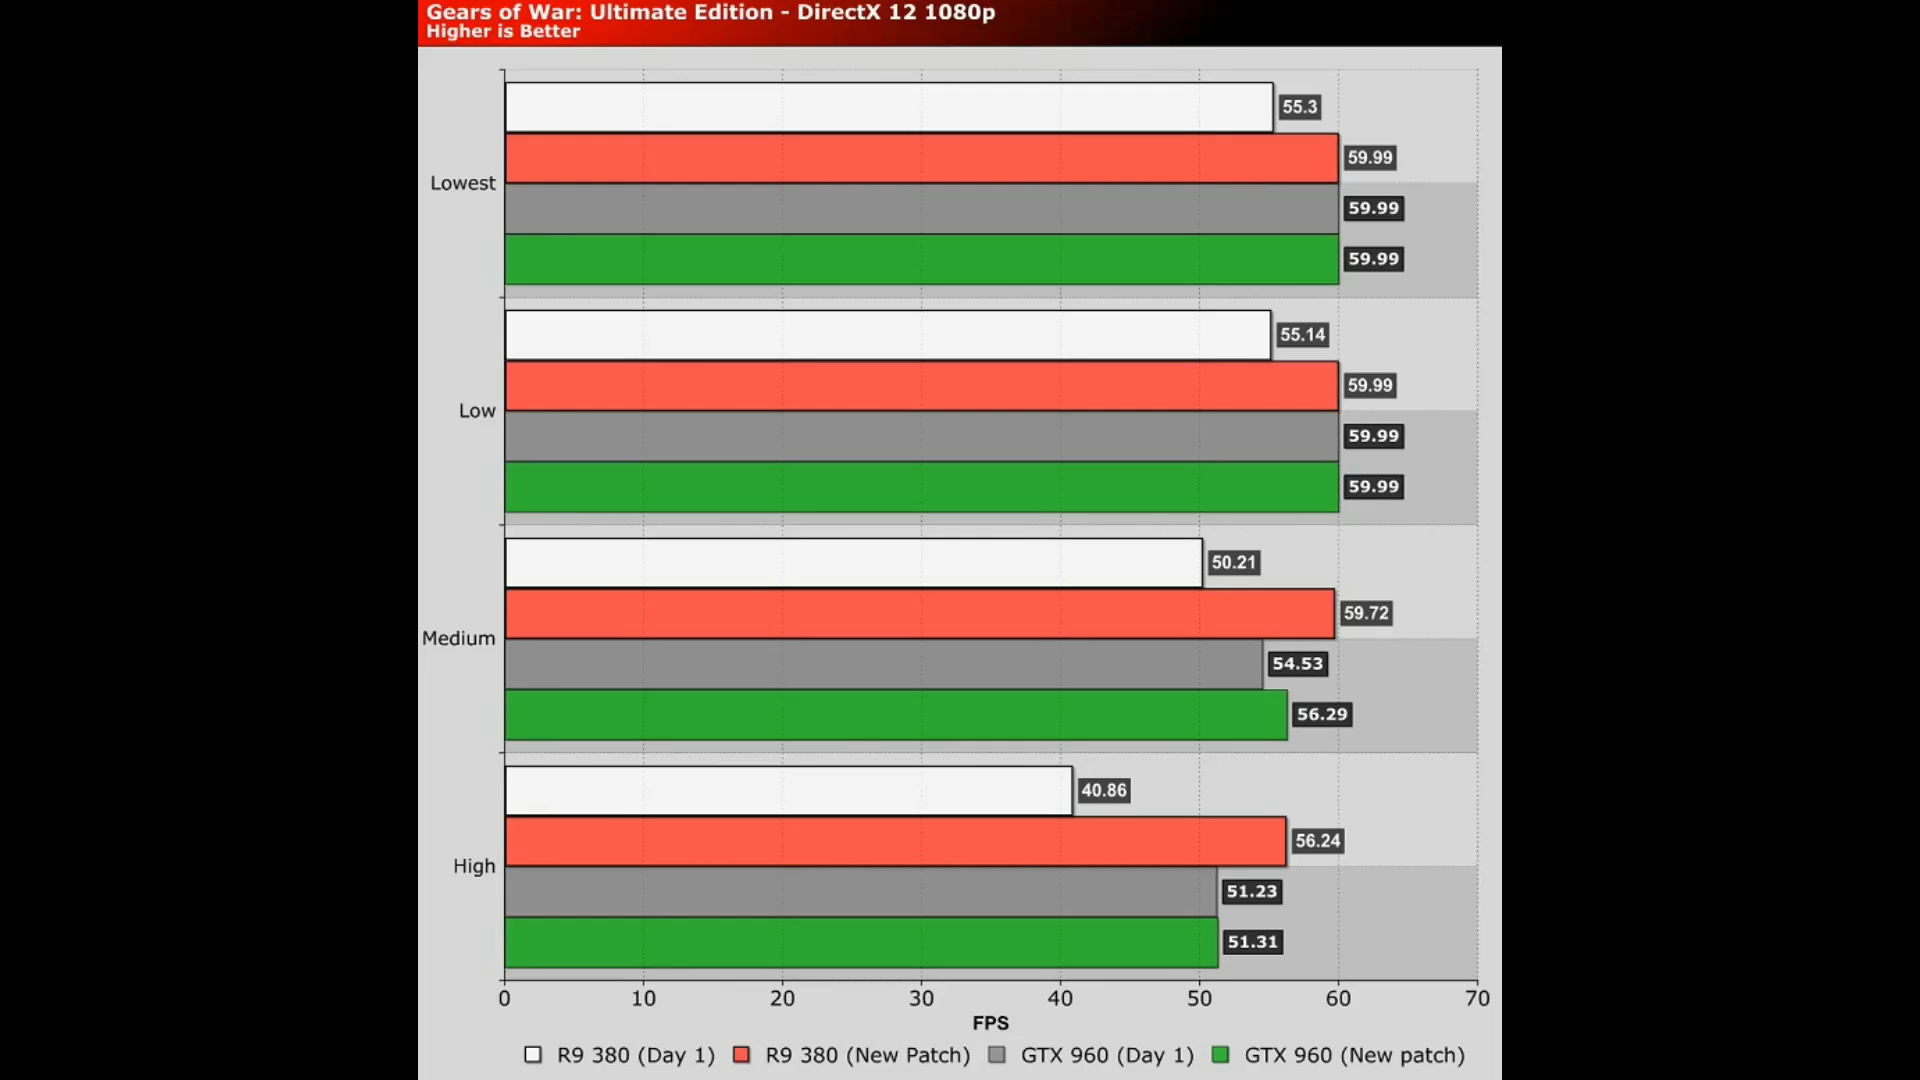 Gears of War: Ultimate Edition - DirectX 12 1080p
Higher is Better
55.3
59.99
Lowest
59.99
59.99
55.14
59.99
Low
59.99
59.99
50.21
59.72
Medium
54.53
56.29
40.86
56.24
High
51.23
51.31
0 10 20 30 40 50 60 70
FPS
R9 380 (Day 1) R9 380 (New Patch) GTX 960 (Day 1) GTX 960 (New patch)